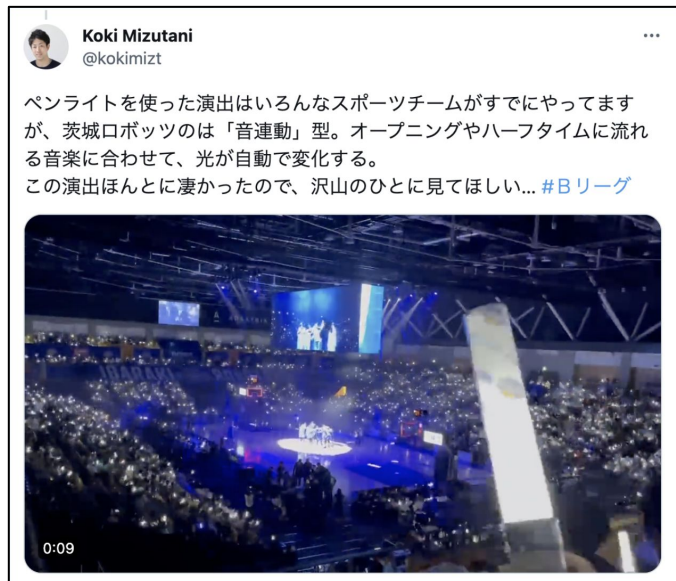 Koki Mizutani
@kokimizt
ペンライトを使った演出はいろんなスポーツチームがすでにやってます
が、茨城ロボッツのは「音連動」型。オープニングやハーフタイムに流れ
る音楽に合わせて、光が自動で変化する。
この演出ほんとに凄かったので、沢山のひとに見てほしい... #Ｂリーグ
0:09